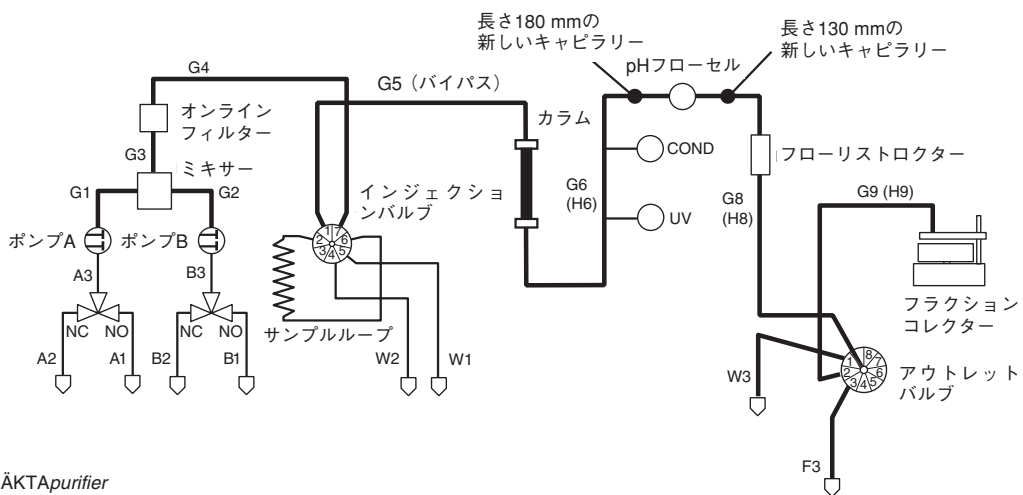 長さ180 mmの
新しいキャピラリー
長さ130 mmの
新しいキャピラリー
pHフローセル
G4
G5（バイパス）
オンライン
フィルター
カラム
COND
フローリストロクター
G3
ミキサー
G1
G2
インジェクショ
ンバルブ
G6
(H6)
UV
G8
(H8)
G9 (H9)
ポンプA
ポンプB
1
7
2
6
3
4
5
A3
B3
フラクション
コレクター
NC
NO
NC
NO
サンプルループ
A2
A1
B2
B1
W2
W1
8
1
7
2
6
3
4
5
アウトレット
バルブ
W3
F3
ÄKTApurifier